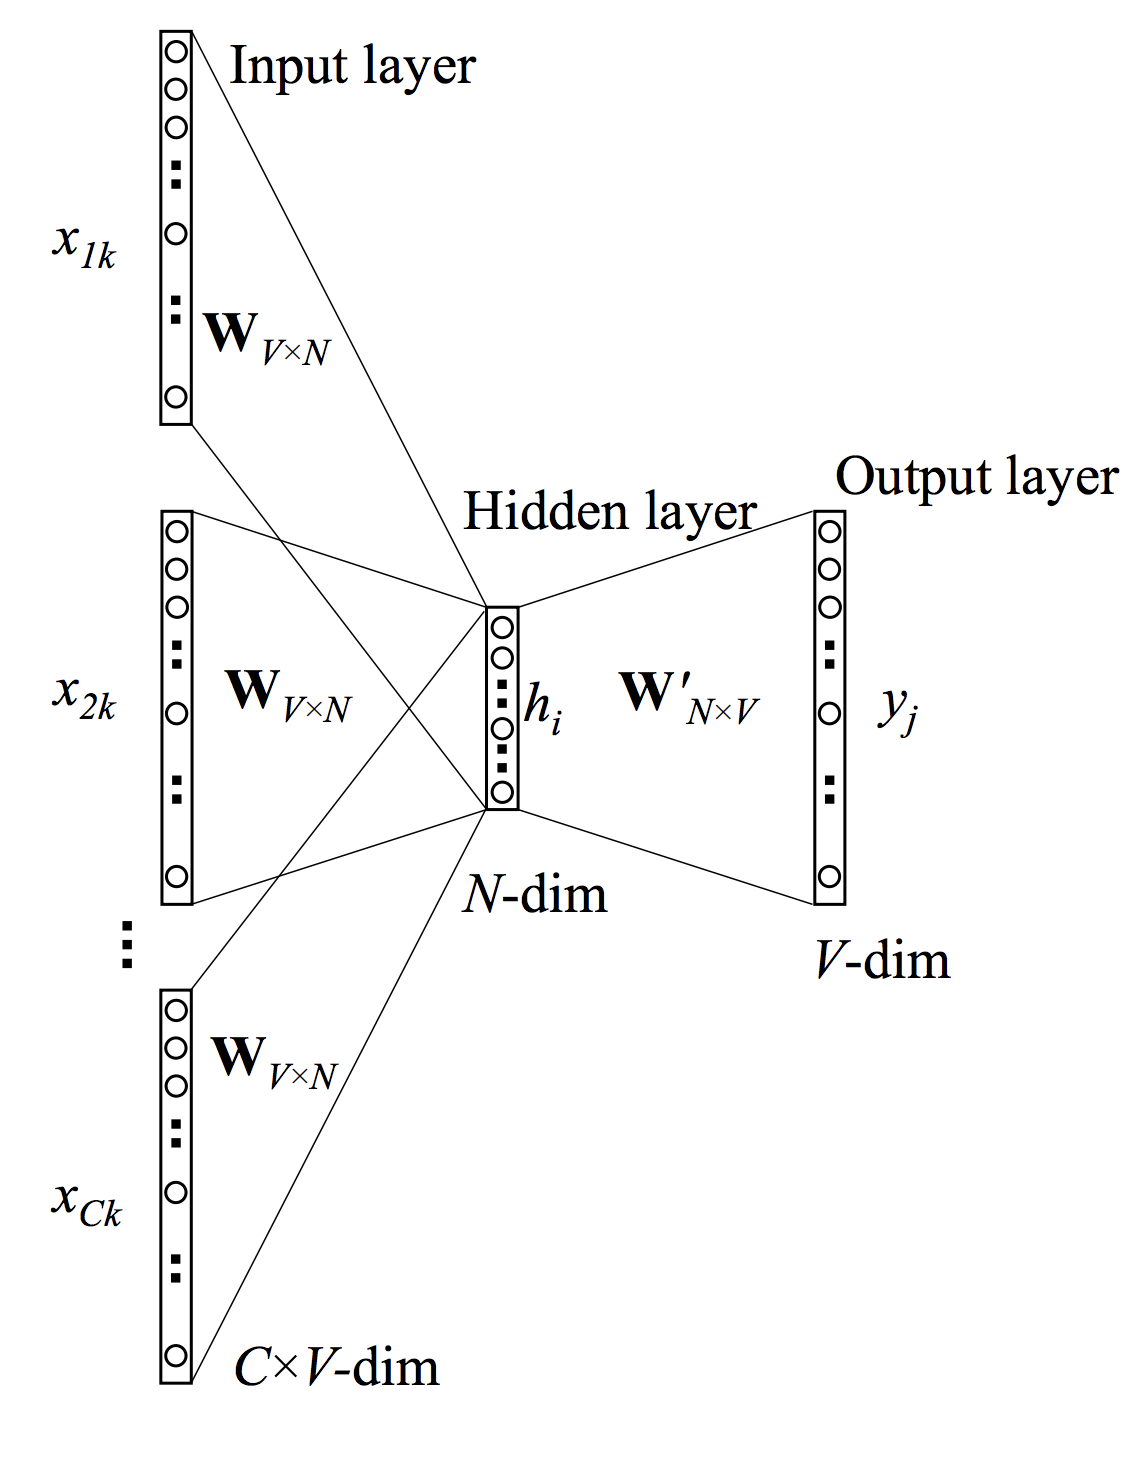 Input layer
x1k
WV×N
Output layer
Hidden layer
x2k
WV×N
hi
W'N×V
yj
N-dim
V-dim
WV×N
xCk
C×V-dim